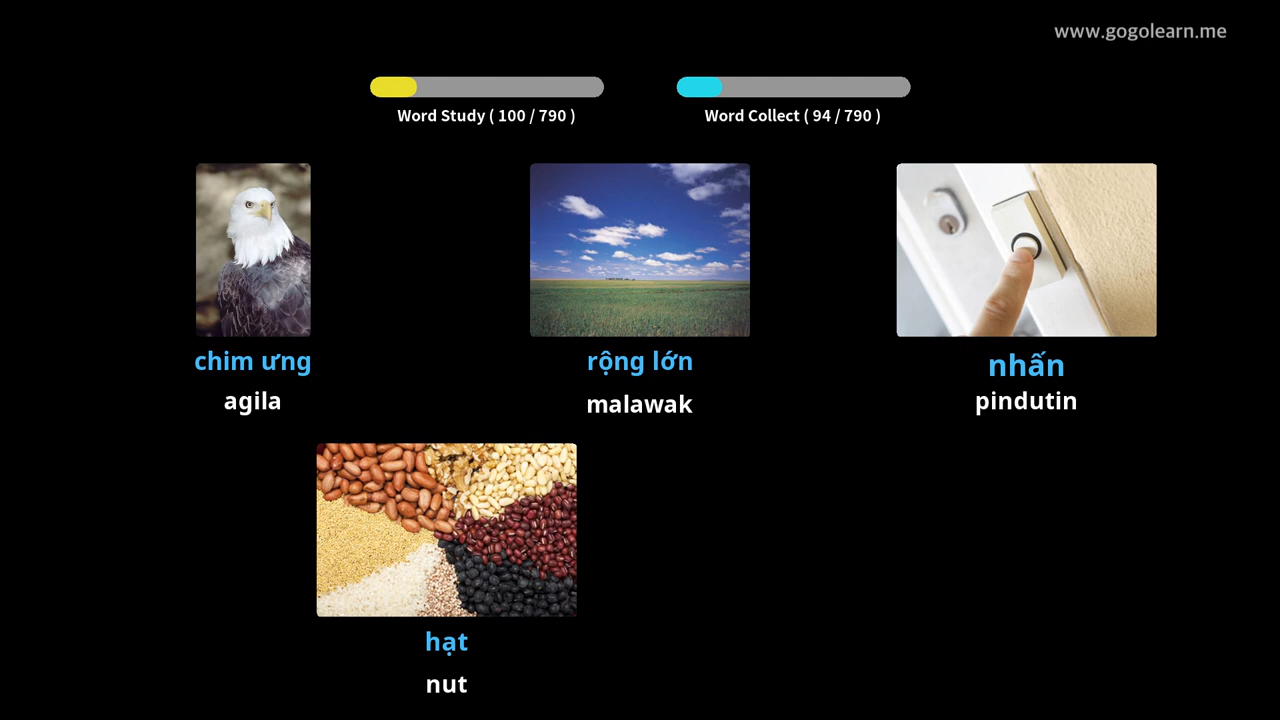 www.gogolearn.me
Word Study ( 100 / 790 )
Word Collect ( 94 / 790 )
chim ưng
agila
rộng lớn
malawak
nhấn
pindutin
hạt
nut